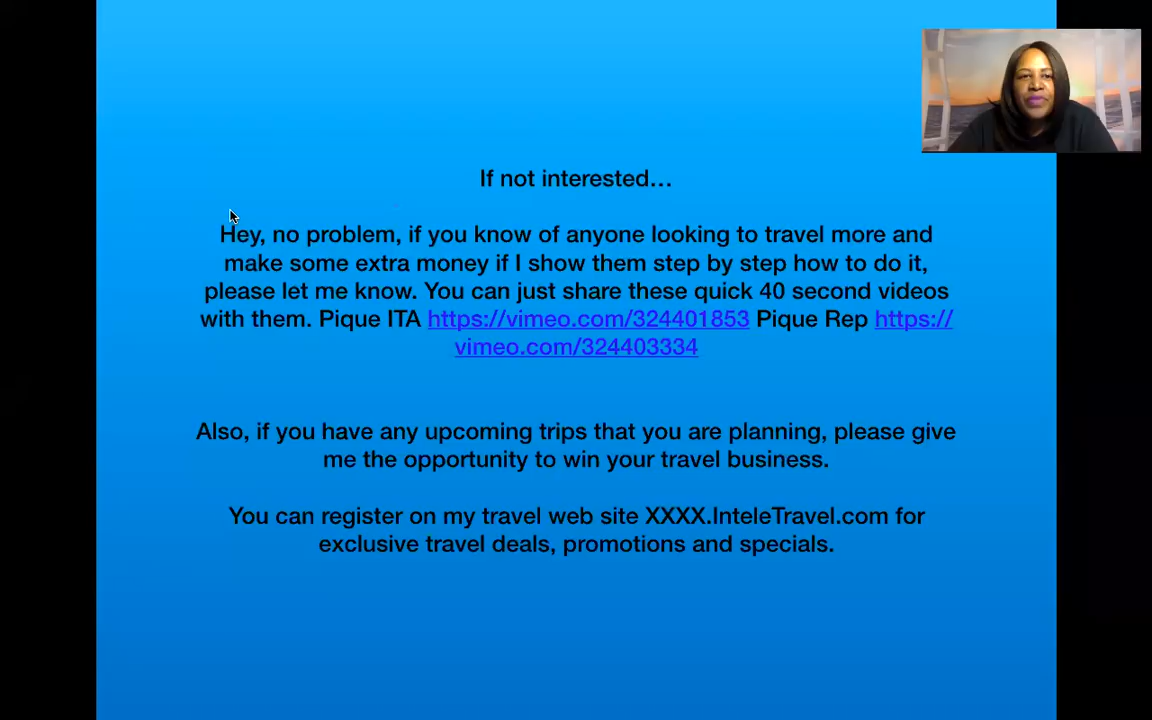 If not interested…
Hey, no problem, if you know of anyone looking to travel more and
make some extra money if I show them step by step how to do it,
please let me know. You can just share these quick 40 second videos
with them. Pique ITA https://vimeo.com/324401853 Pique Rep https://
vimeo.com/324403334
Also, if you have any upcoming trips that you are planning, please give
me the opportunity to win your travel business.
You can register on my travel web site XXXX.InteleTravel.com for
exclusive travel deals, promotions and specials.